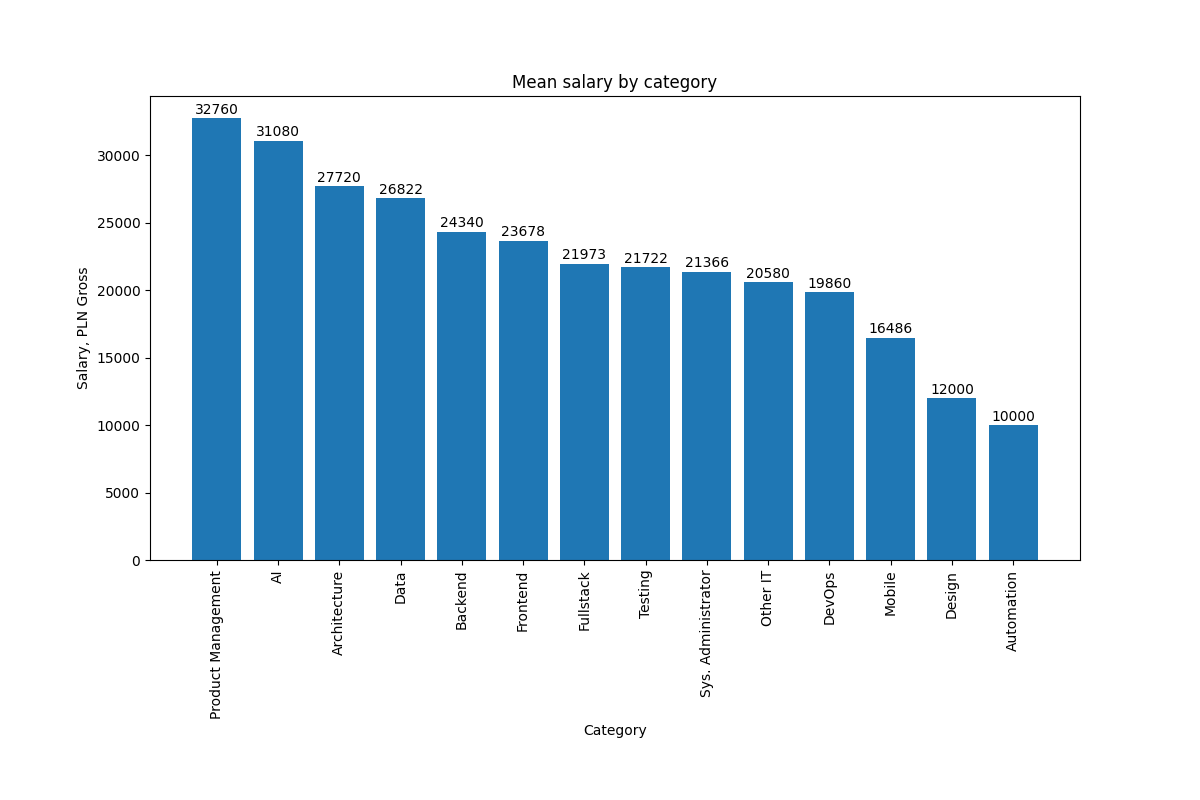 Mean salary by category
32760
31080
27720
26822
24340
23678
21973
21722
21366
20580
19860
16486
12000
10000
30000
25000
20000
15000
10000
5000
0
Salary, PLN Gross
Product Management
AI
Architecture
Data
Backend
Frontend
Fullstack
Testing
Sys. Administrator
Other IT
DevOps
Mobile
Design
Automation
Category